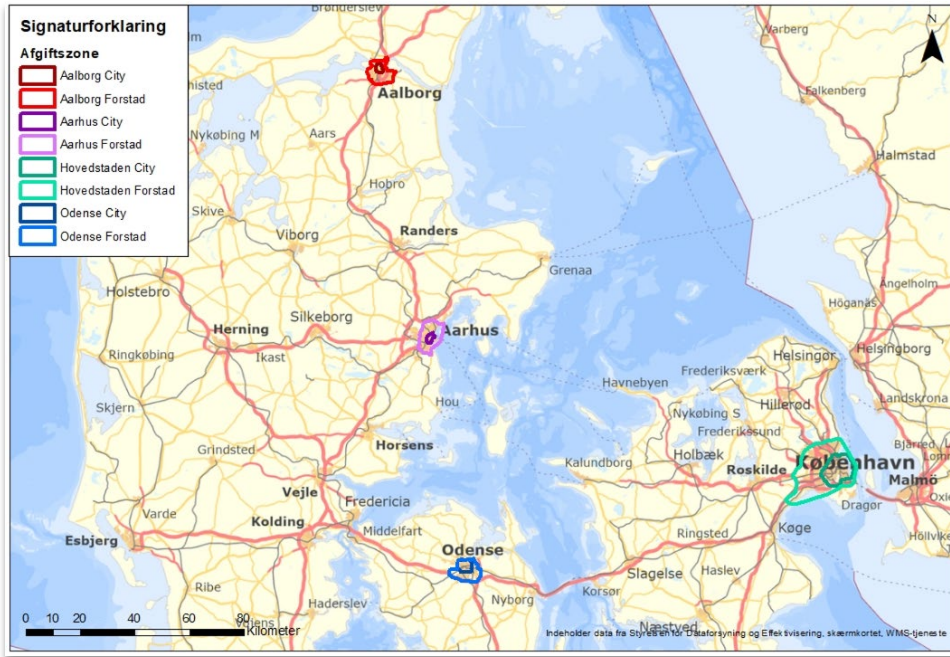 Signaturforklaring
Afgiftszone
Aalborg City
Aalborg Forstad
Aarhus City
Aarhus Forstad
Hovedstaden City
Hovedstaden Forstad
Odense City
Odense Forstad
Brønderslev
N
Varberg
Aalborg
Falkenberg
Nykøbing M
Aars
Halmstad
Hobro
Skive
Viborg
Randers
Grenaa
Holstebro
Ängelholm
Höganäs
Silkeborg
Aarhus
Herning
Ikast
Ringkøbing
Helsingør
Helsingborg
Frederiksværk
Havnebyen
Landskrona
Skjern
Hou
Hillerød
Nykøbing S
Frederikssund
Horsens
Grindsted
Holbæk
Kalundborg
Roskilde
København
Malmö
Vejle
Fredericia
Dragør
Varde
Kolding
Middelfart
Køge
Esbjerg
Ringsted
Odense
Slagelse
Haslev
Ribe
Nyborg
Korsør
Haderslev
Næstved
0 10 20 40 60 80
Kilometer
Indeholder data fra Styrelsen for Dataforsyning og Effektivisering, skærmkortet, WMS-tjeneste